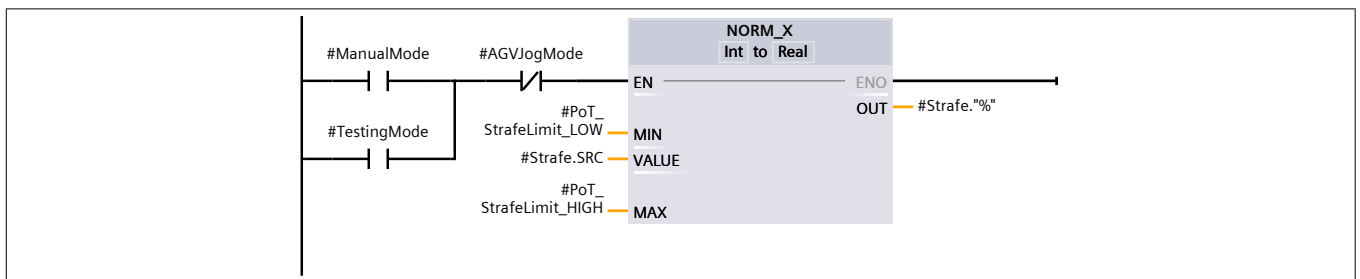 NORM_X
Int to Real
#ManualMode
#AGVJogMode
EN
ENO
#PoT_
StrafeLimit_LOW
MIN
OUT
#Strafe."%"
#TestingMode
#Strafe.SRC
VALUE
#PoT_
StrafeLimit_HIGH
MAX